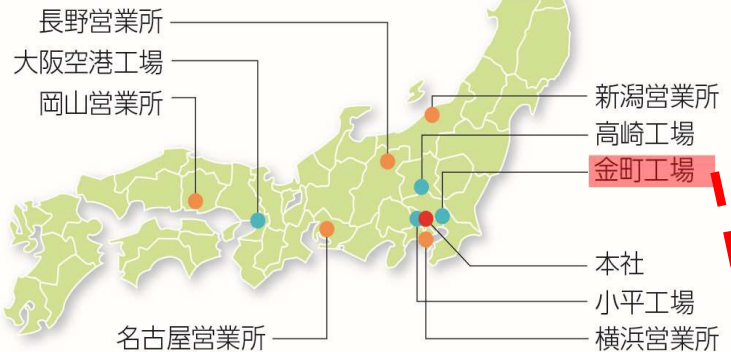 長野営業所
大阪空港工場
岡山営業所
新潟営業所
高崎工場
金町工場
本社
小平工場
横浜営業所
名古屋営業所